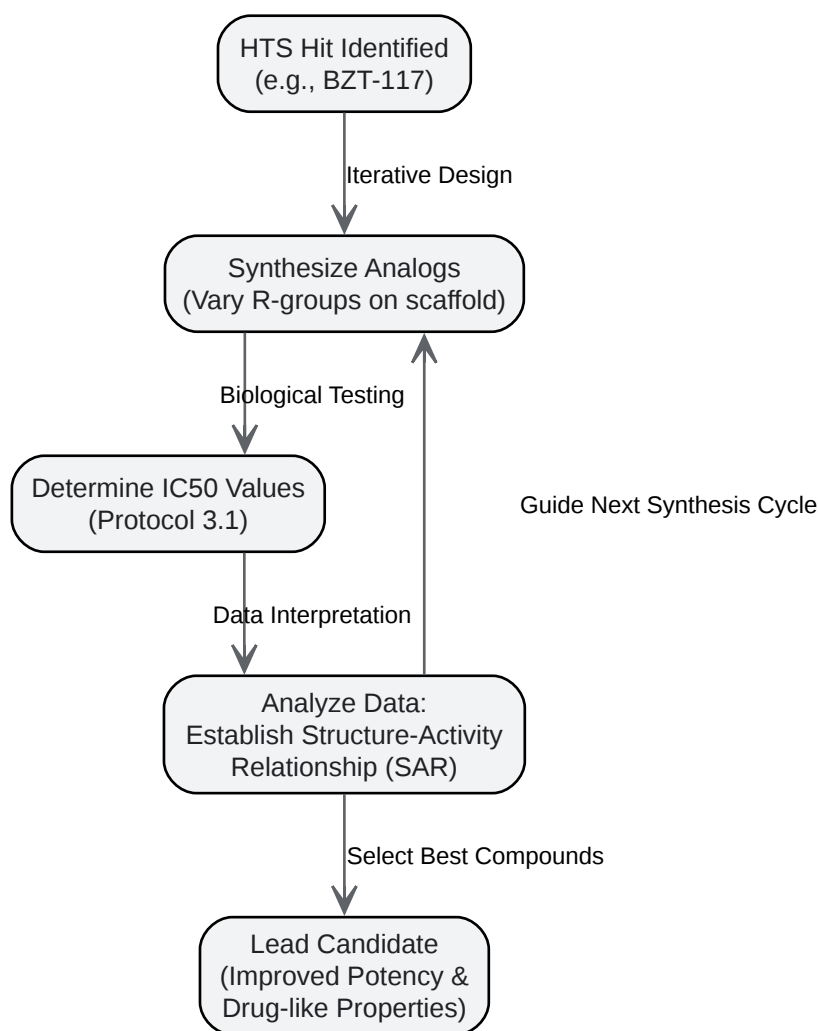 HTS Hit Identified
(e.g., BZT-117)
Iterative Design
Synthesize Analogs
(Vary R-groups on scaffold)
Biological Testing
Determine IC50 Values
(Protocol 3.1)
Guide Next Synthesis Cycle
Data Interpretation
Analyze Data:
Establish Structure-Activity
Relationship (SAR)
Select Best Compounds
Lead Candidate
(Improved Potency &
Drug-like Properties)